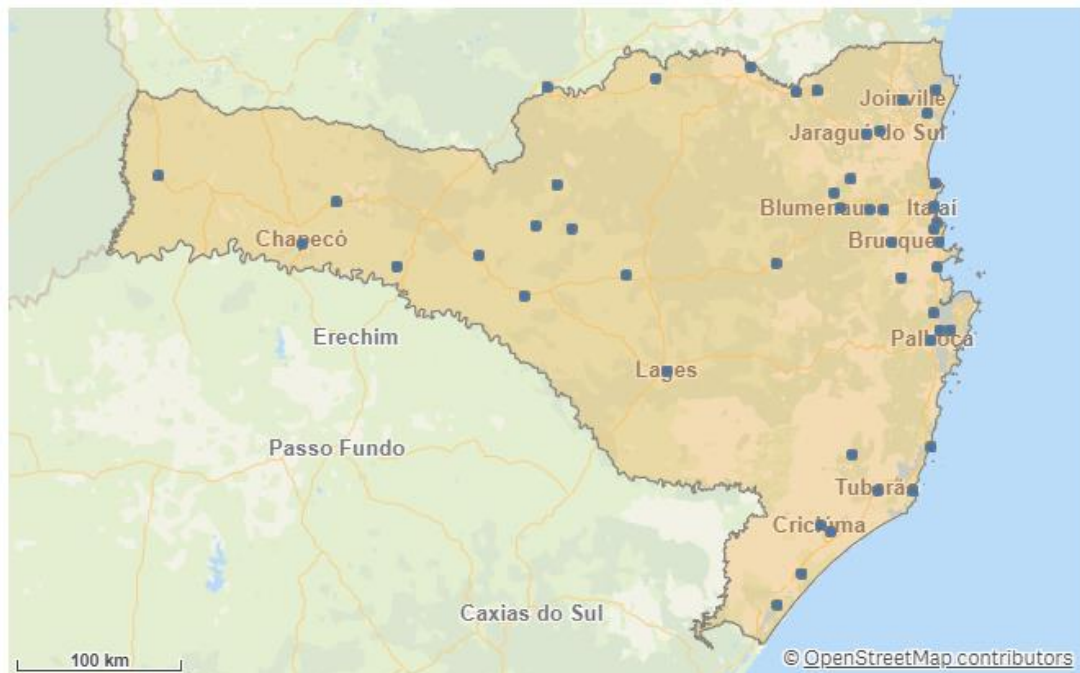 Joinville
Jaraguá do Sul
Blumenau
Itajaí
Chapecó
Brusque
Erechim
Palhoça
Lages
Passo Fundo
Tubarão
Criciúma
Caxias do Sul
100 km
© OpenStreetMap contributors